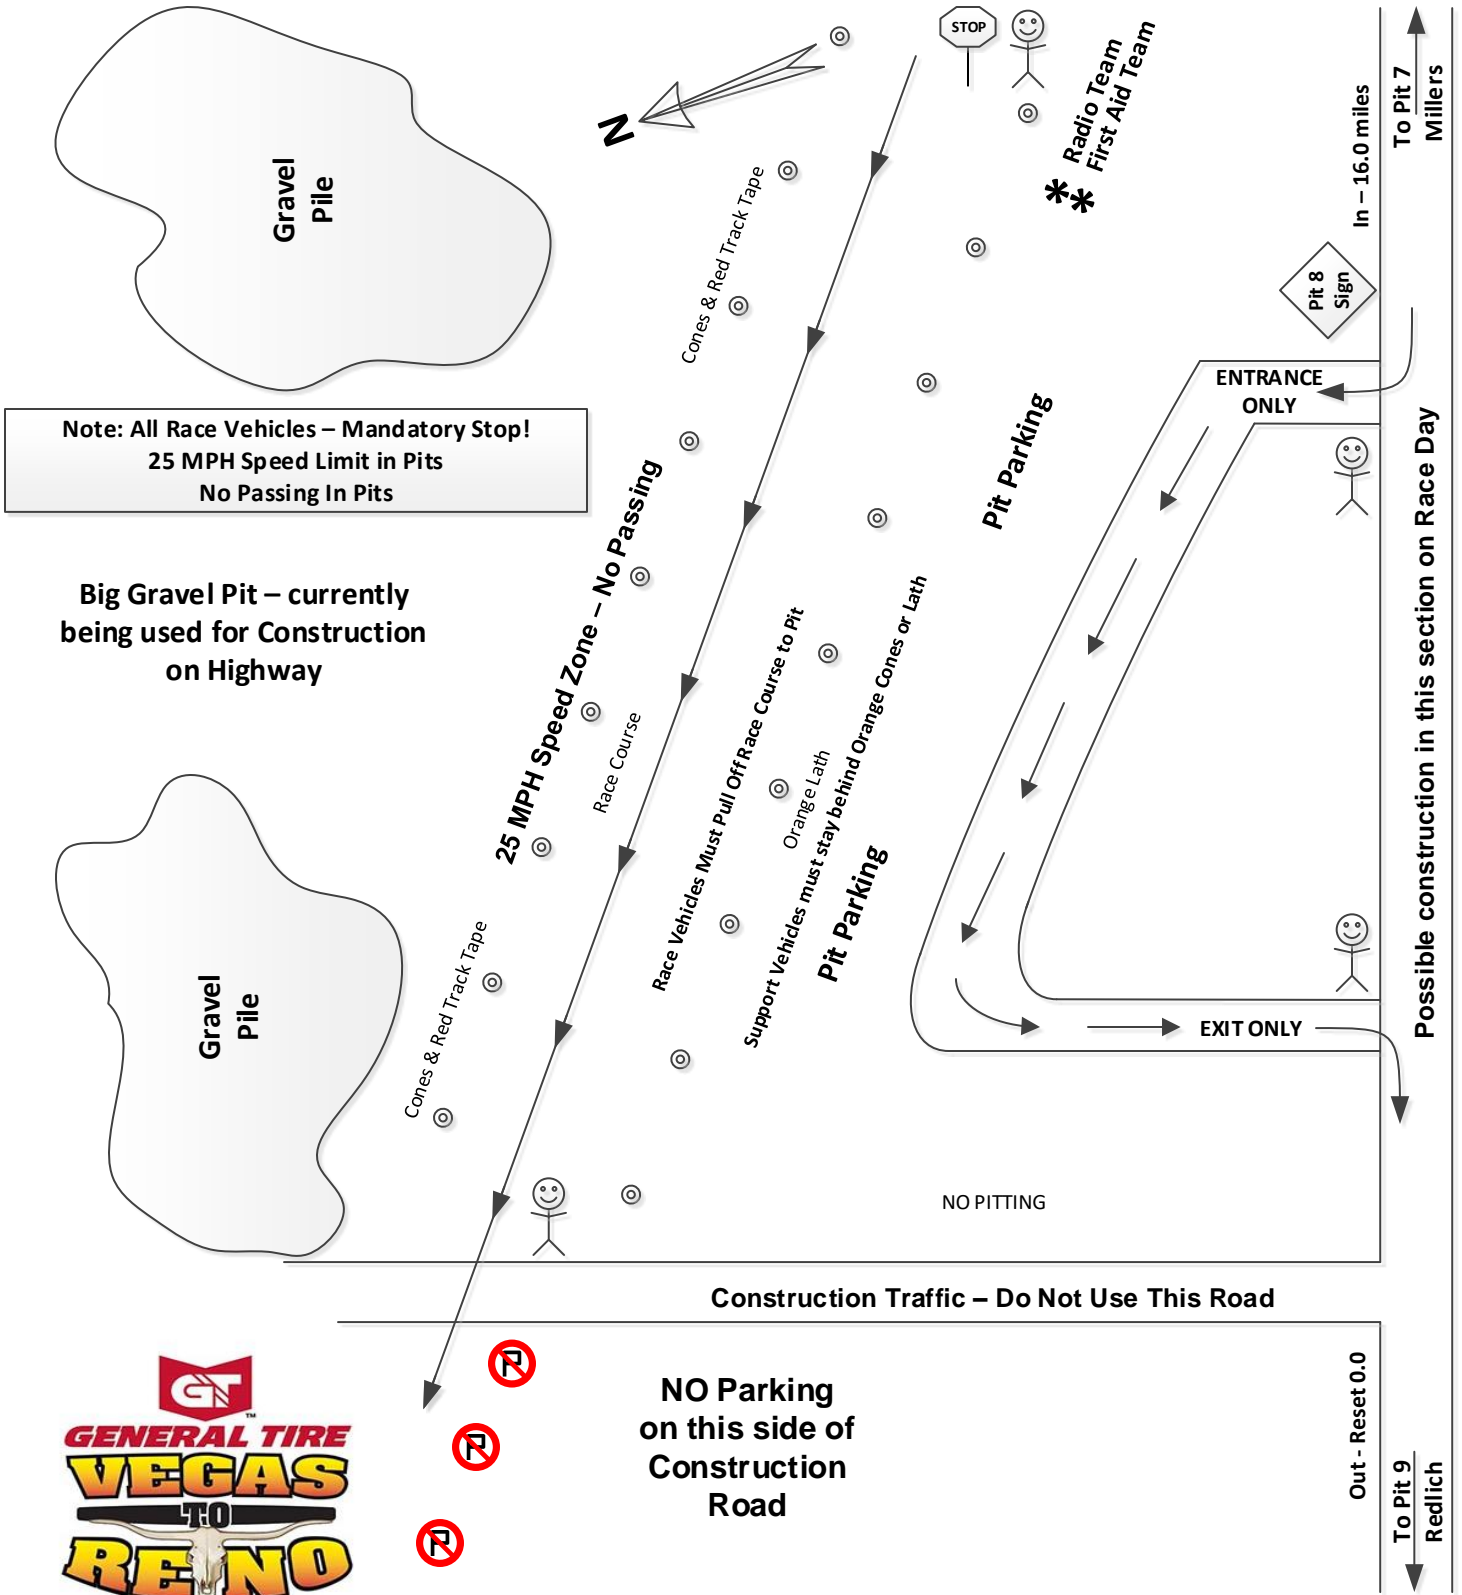 STOP
Radio Team
First Aid Team
**
To Pit 7
Millers
In – 16.0 miles
N
Gravel
Pile
Cones & Red Track Tape
Pit 8
Sign
ENTRANCE
ONLY
Note: All Race Vehicles – Mandatory Stop!
25 MPH Speed Limit in Pits
No Passing In Pits
Pit Parking
Possible construction in this section on Race Day
25 MPH Speed Zone – No Passing
Big Gravel Pit – currently
being used for Construction
on Highway
Race Course
Race Vehicles Must Pull Off Race Course to Pit
Orange Lath
Support Vehicles must stay behind Orange Cones or Lath
Pit Parking
Gravel
Pile
Cones & Red Track Tape
EXIT ONLY
NO PITTING
Construction Traffic – Do Not Use This Road
P
P
P
NO Parking
on this side of
Construction
Road
Out - Reset 0.0
To Pit 9
Redlich
GT
TM
GENERAL TIRE
VEGAS
TO
RENO